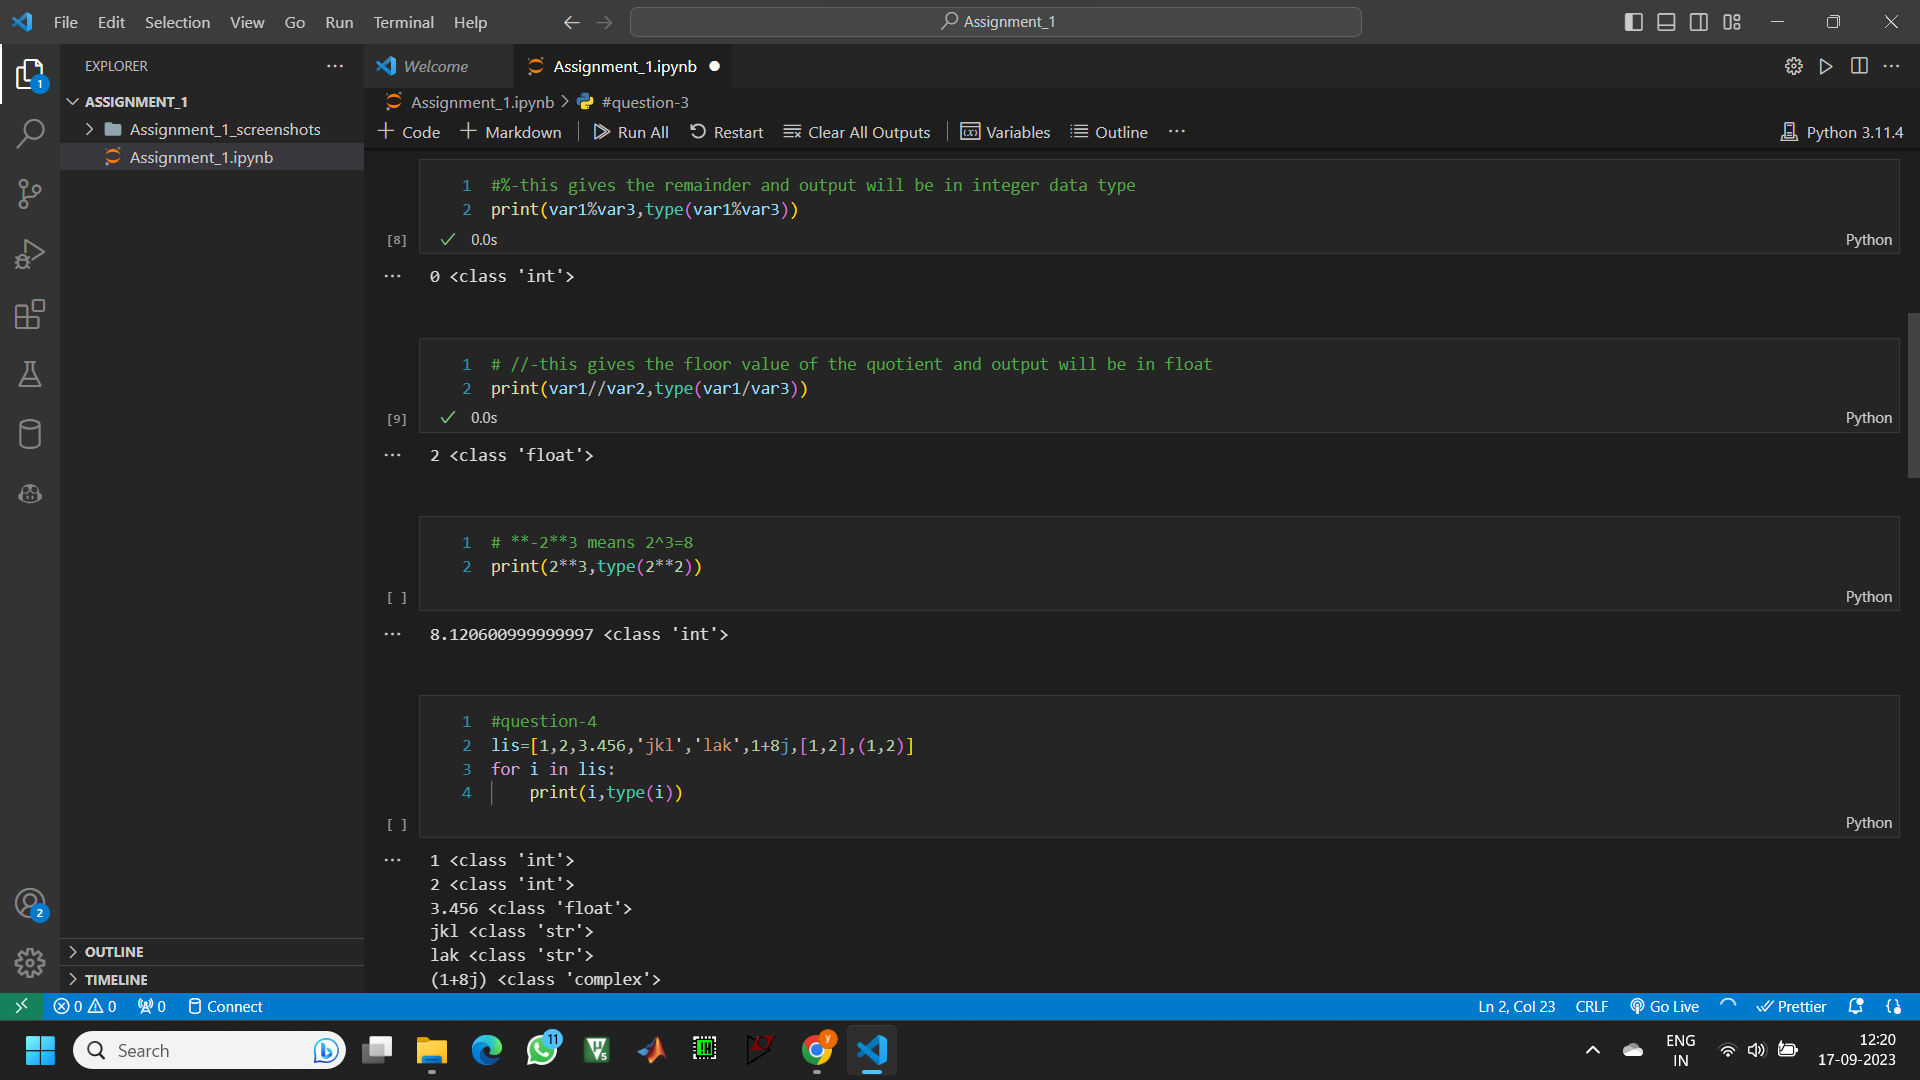 File Edit Selection View Go Run Terminal Help
Assignment_1
EXPLORER
Welcome
Assignment_1.ipynb
ASSIGNMENT_1
Assignment_1_screenshots
Assignment_1.ipynb
Assignment_1.ipynb > #question-3
+ Code + Markdown Run All Restart Clear All Outputs Variables Outline ...
Python 3.11.4
1 #%-this gives the remainder and output will be in integer data type
2 print(var1%var3,type(var1%var3))
[8] 0.0s Python
0 <class 'int'>
1 # //-this gives the floor value of the quotient and output will be in float
2 print(var1//var2,type(var1/var3))
[9] 0.0s Python
2 <class 'float'>
1 # **-2**3 means 2^3=8
2 print(2**3,type(2**2))
[ ] Python
8.120600999999997 <class 'int'>
1 #question-4
2 lis=[1,2,3.456,'jkl','lak',1+8j,[1,2],(1,2)]
3 for i in lis:
4 print(i,type(i))
[ ] Python
1 <class 'int'>
2 <class 'int'>
3.456 <class 'float'>
jkl <class 'str'>
lak <class 'str'>
(1+8j) <class 'complex'>
1
2
OUTLINE
TIMELINE
0 0 0 Connect
Ln 2, Col 23 CRLF Go Live Prettier
Search
11
V5
y
ENG
IN
12:20
17-09-2023